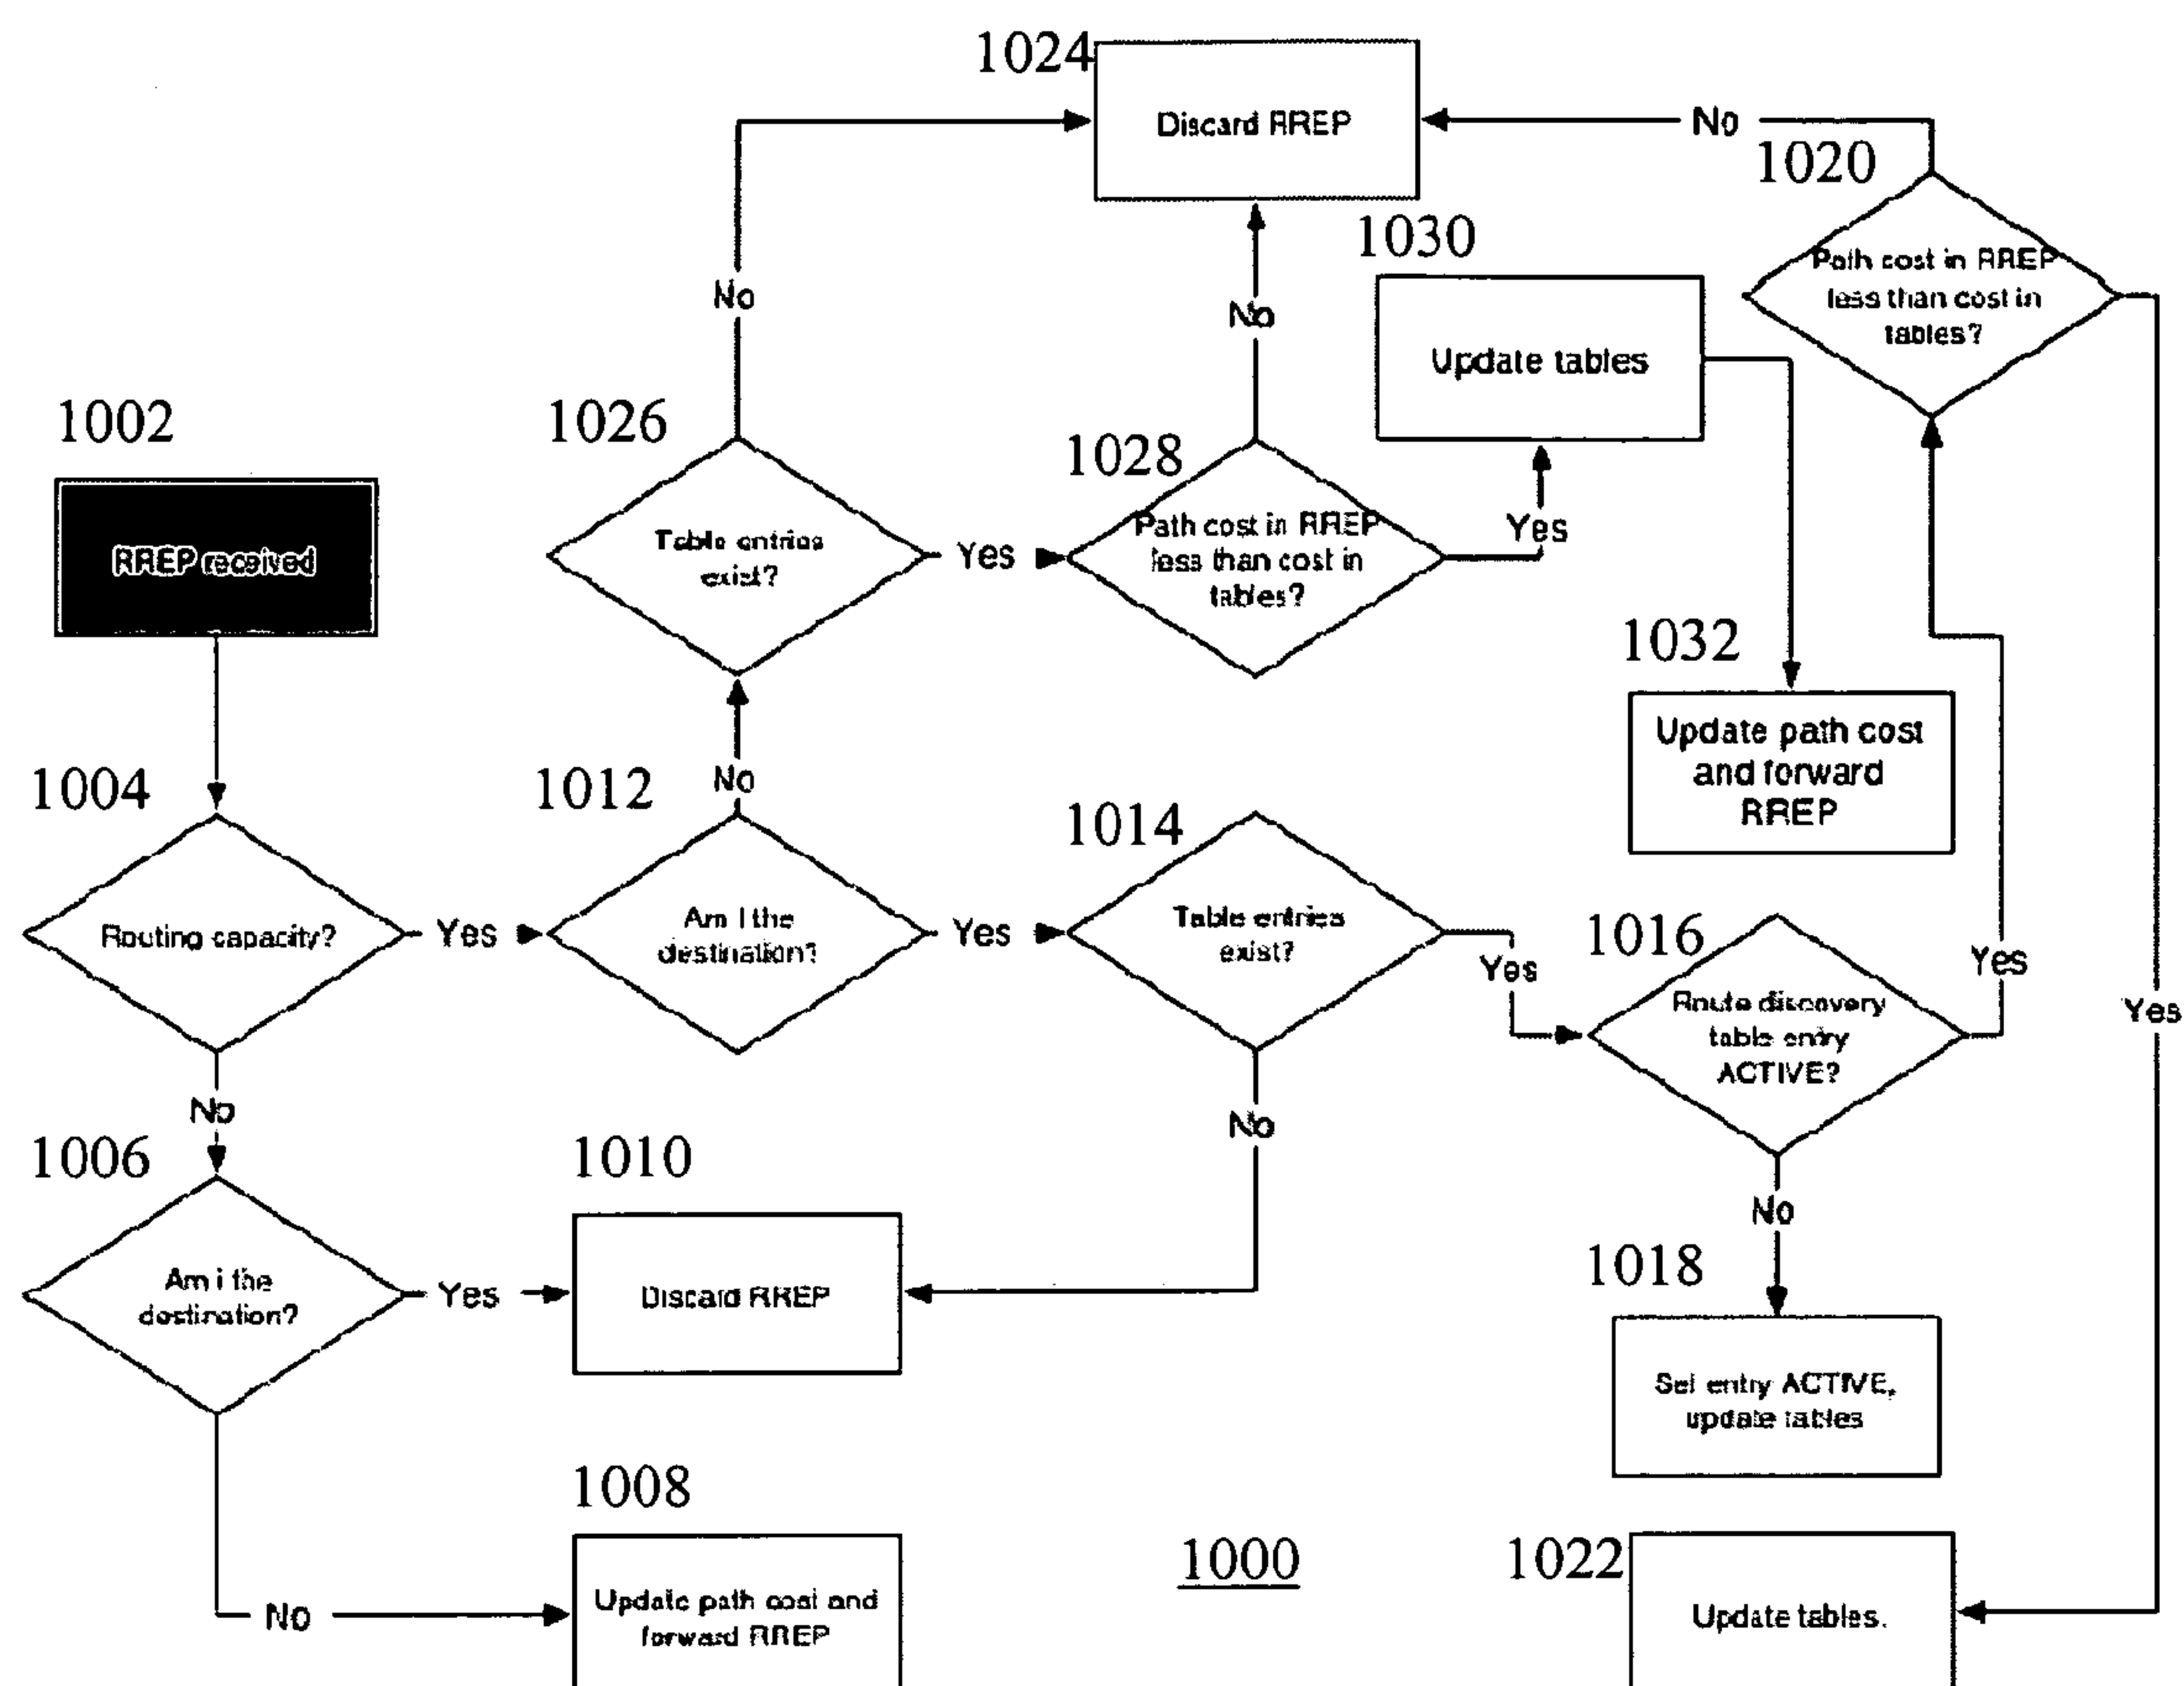 1024
Discard RREP
No
1020
Path cost in RREP
less than cost in
tables?
No
No
1030
Update tables
1002
RREP received
1026
Table entries
exist?
Yes
1028
Path cost in RREP
less than cost in
tables?
Yes
1032
Update path cost
and forward
RREP
1004
Routing capacity?
Yes
1012
No
Am I the
destination?
Yes
1014
Table entries
exist?
Yes
1016
Route discovery
table entry
ACTIVE?
Yes
Yes
No
No
No
1006
Am i the
destination?
Yes
1010
Discard RREP
1018
Set entry ACTIVE,
update tables
No
1008
Update path cost and
forward RREP
1000
1022
Update tables.